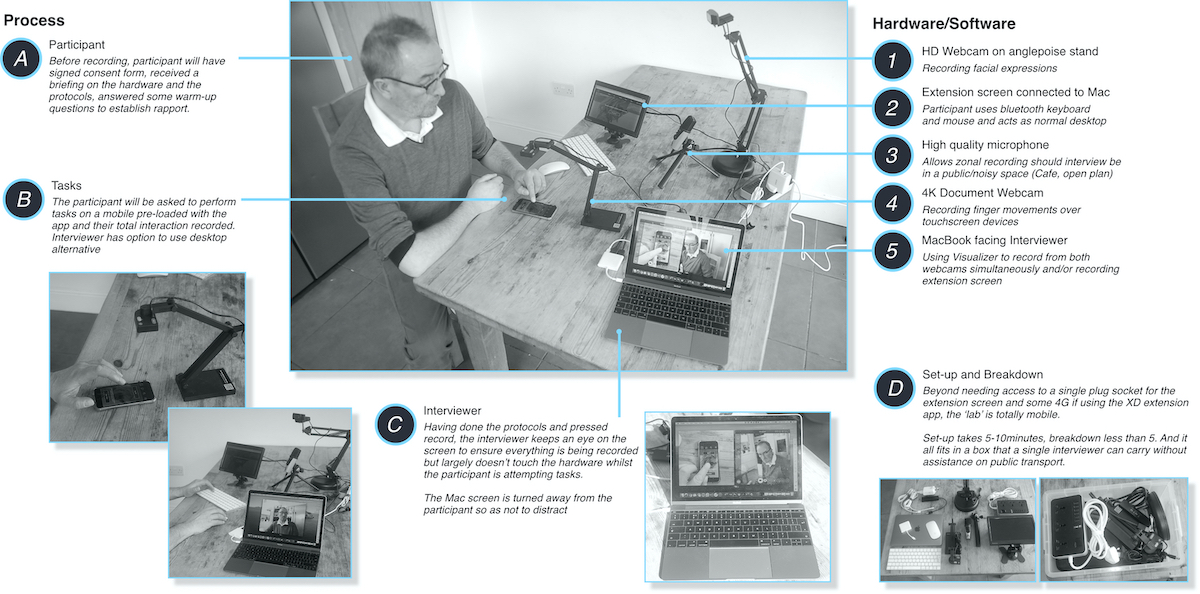 Process
A
Participant
Before recording, participant will have
signed consent form, received a
briefing on the hardware and the
protocols, answered some warm-up
questions to establish rapport.
B
Tasks
The participant will be asked to perform
tasks on a mobile pre-loaded with the
app and their total interaction recorded.
Interviewer has option to use desktop
alternative
C
Interviewer
Having done the protocols and pressed
record, the interviewer keeps an eye on the
screen to ensure everything is being recorded
but largely doesn't touch the hardware whilst
the participant is attempting tasks.
The Mac screen is turned away from the
participant so as not to distract
Hardware/Software
1
HD Webcam on anglepoise stand
Recording facial expressions
2
Extension screen connected to Mac
Participant uses bluetooth keyboard
and mouse and acts as normal desktop
3
High quality microphone
Allows zonal recording should interview be
in a public/noisy space (Cafe, open plan)
4
4K Document Webcam
Recording finger movements over
touchscreen devices
5
MacBook facing Interviewer
Using Visualizer to record from both
webcams simultaneously and/or recording
extension screen
D
Set-up and Breakdown
Beyond needing access to a single plug socket for the
extension screen and some 4G if using the XD extension
app, the 'lab' is totally mobile.
Set-up takes 5-10minutes, breakdown less than 5. And it
all fits in a box that a single interviewer can carry without
assistance on public transport.